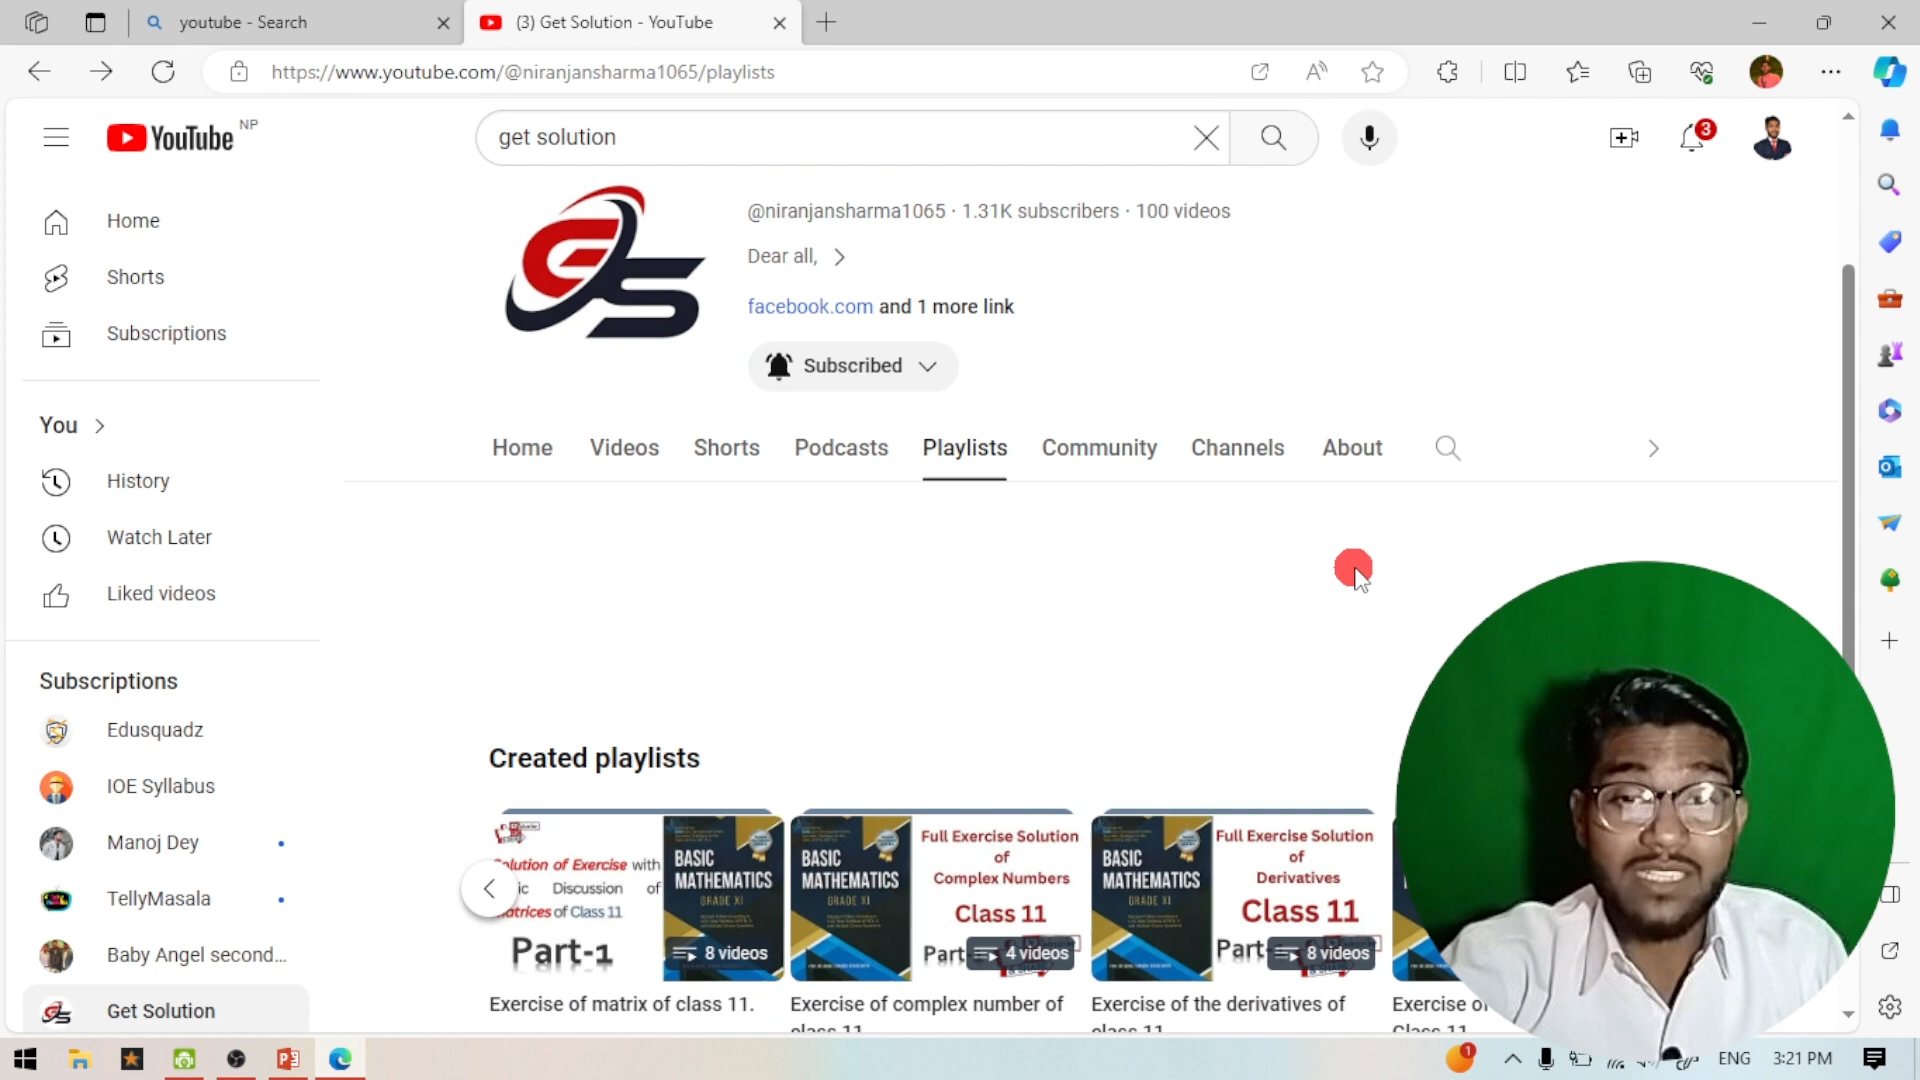 youtube - Search
(3) Get Solution - YouTube
https://www.youtube.com/@niranjansharma1065/playlists
YouTube NP
get solution
3
@niranjansharma1065 · 1.31K subscribers · 100 videos
Dear all,
facebook.com and 1 more link
Subscribed
Home
Shorts
Subscriptions
You
History
Watch Later
Liked videos
Subscriptions
Edusquadz
IOE Syllabus
Manoj Dey
TellyMasala
Baby Angel second...
Get Solution
Home Videos Shorts Podcasts Playlists Community Channels About
Created playlists
Solution of Exercise with
ic Discussion of
atrices of Class 11
Part-1
BASIC
MATHEMATICS
GRADE XI
8 videos
Exercise of matrix of class 11.
BASIC
MATHEMATICS
GRADE XI
Full Exercise Solution
of
Complex Numbers
Class 11
Part-
4 videos
Exercise of complex number of
class 11
BASIC
MATHEMATICS
GRADE XI
Full Exercise Solution
of
Derivatives
Class 11
Part-
8 videos
Exercise of the derivatives of
class 11
Exercise of
Class 11
1
ENG 3:21 PM